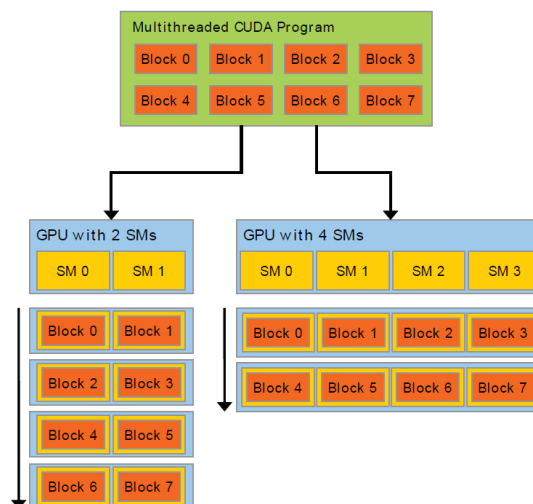 Multithreaded CUDA Program
Block 0 Block 1 Block 2 Block 3
Block 4 Block 5 Block 6 Block 7
GPU with 2 SMs
SM 0 SM 1
Block 0 Block 1
Block 2 Block 3
Block 4 Block 5
Block 6 Block 7
GPU with 4 SMs
SM 0 SM 1 SM 2 SM 3
Block 0 Block 1 Block 2 Block 3
Block 4 Block 5 Block 6 Block 7